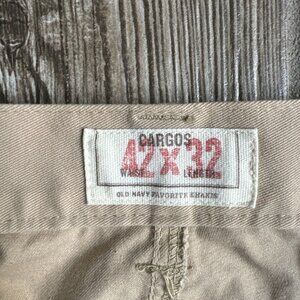 CARGOS
42 X 32
WAIST LENGTH
OLD NAVY FAVORITE KHAKIS